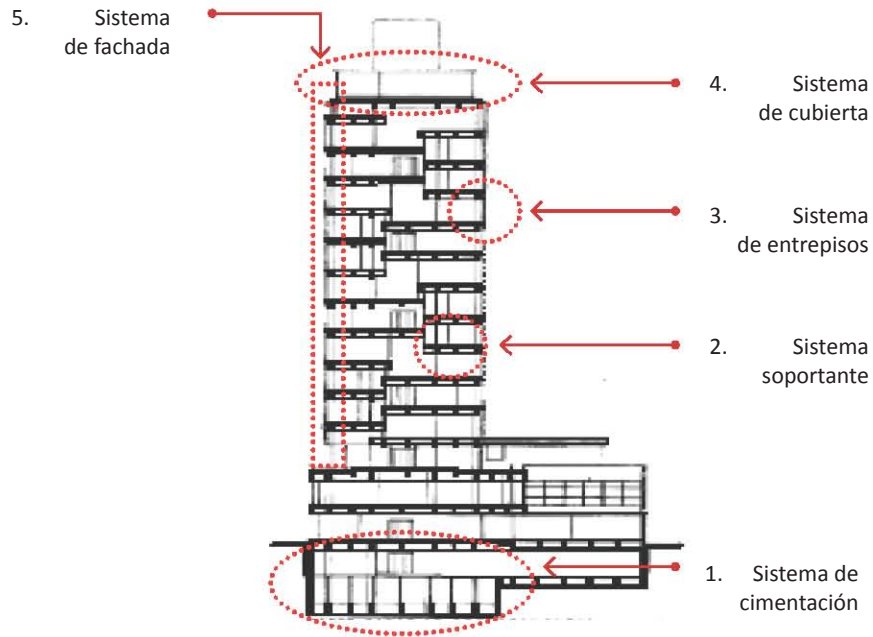 5. Sistema
de fachada
4. Sistema
de cubierta
3. Sistema
de entrepisos
2. Sistema
soportante
1. Sistema de
cimentación